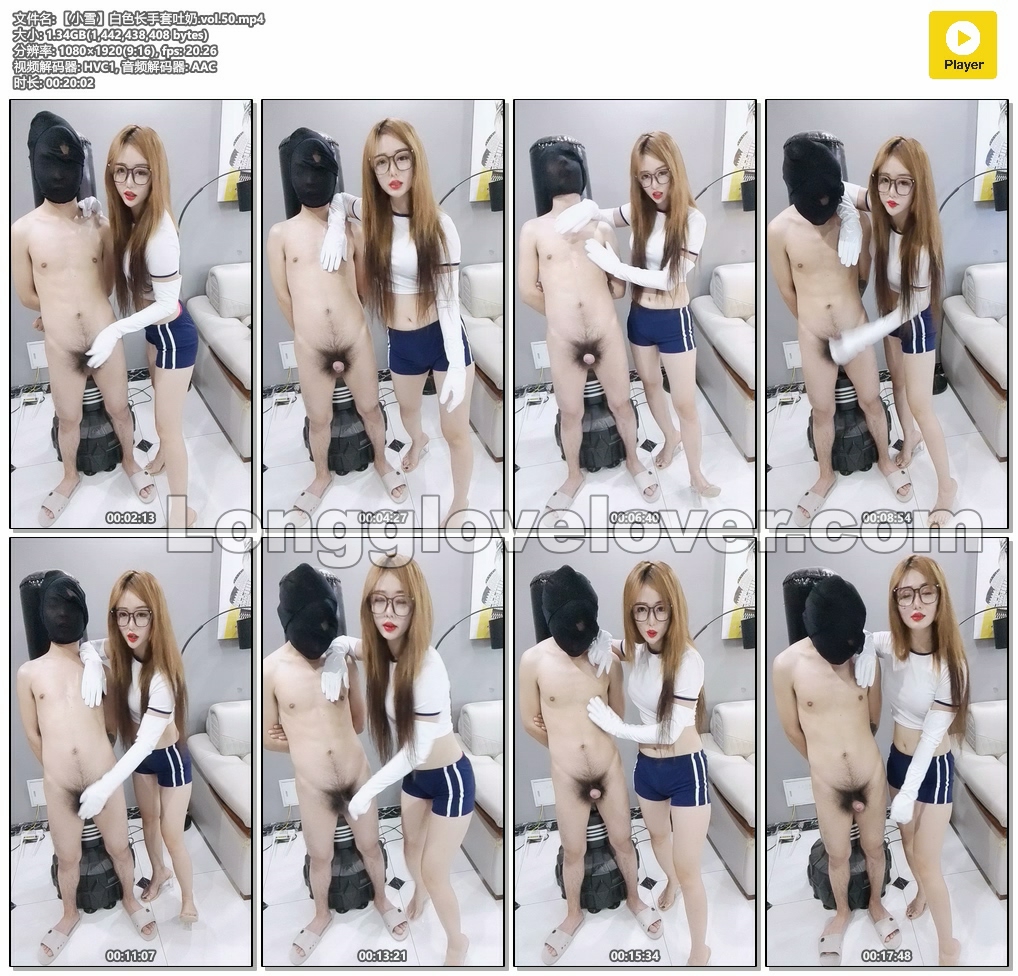 文件名: 【小雪】白色长手套吐奶.vol.50.mp4
大小: 1.34GB(1,442,438,408 bytes)
分辨率: 1080×1920(9:16), fps: 20.26
视频解码器: HVC1, 音频解码器: AAC
时长: 00:20:02
Player
00:02:13
00:04:27
00:06:40
00:08:54
Longglovelover.com
00:11:07
00:13:21
00:15:34
00:17:48